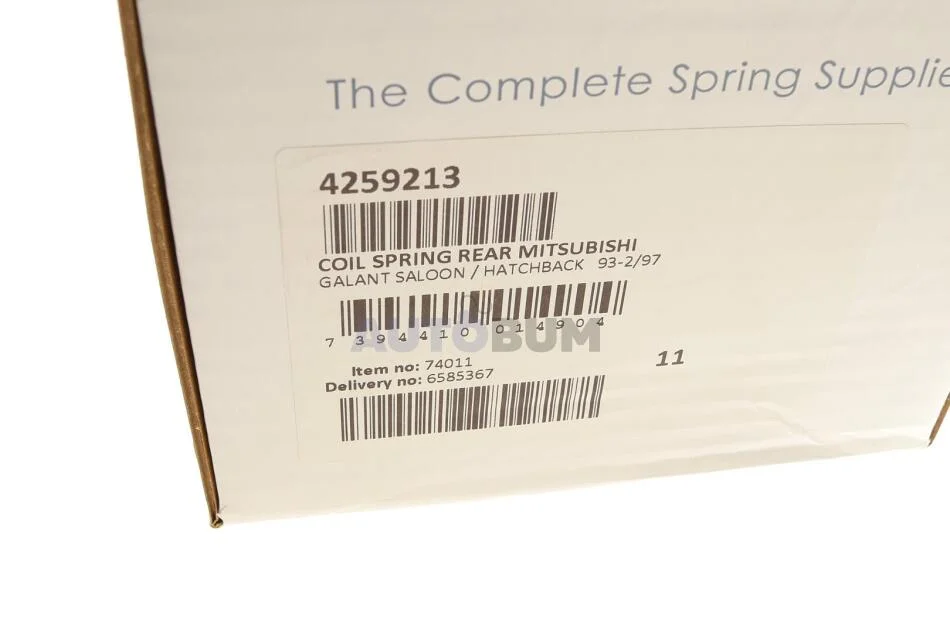 The Complete Spring Supplie
4259213
COIL SPRING REAR MITSUBISHI
GALANT SALOON / HATCHBACK 93-2/97
7 394410 014904
AUTOBUM
Item no: 74011
11
Delivery no: 6585367